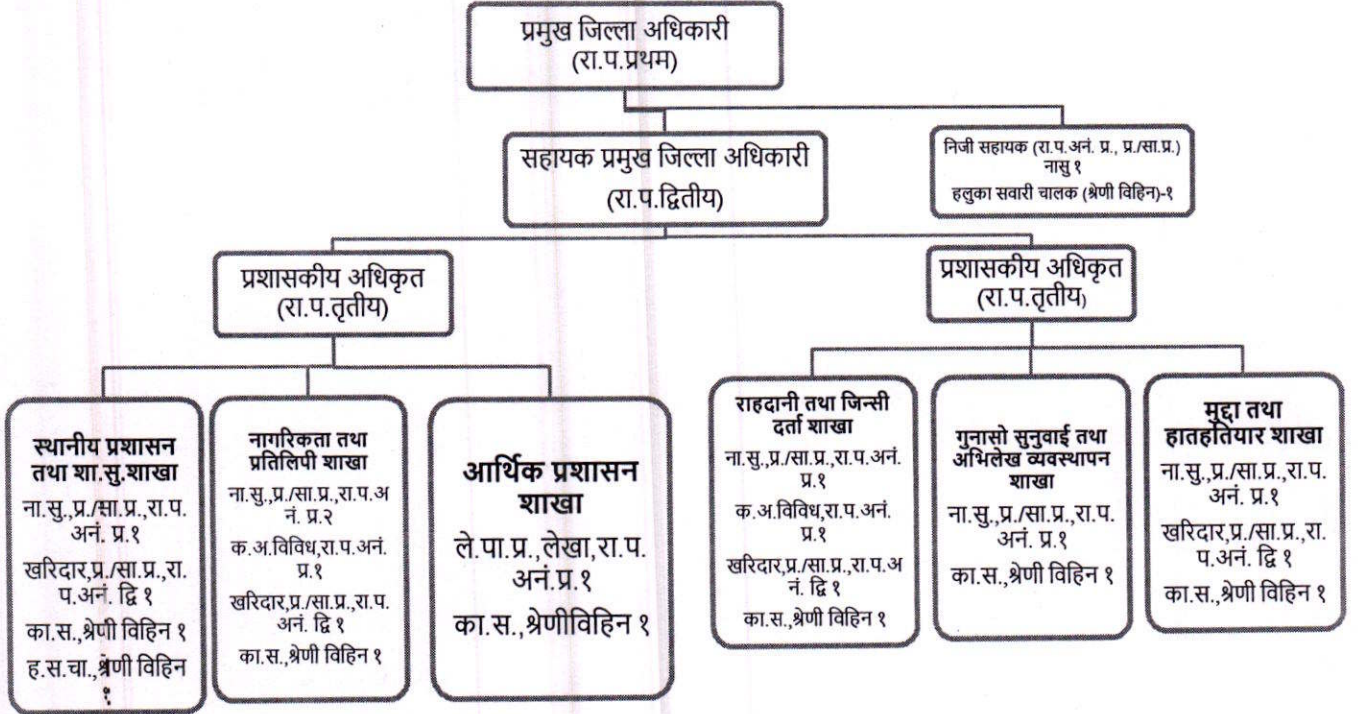 प्रमुख जिल्ला अधिकारी
(रा.प.प्रथम)
सहायक प्रमुख जिल्ला अधिकारी
(रा.प.द्वितीय)
निजी सहायक (रा.प.अनं. प्र., प्र./सा.प्र.)
नासु १
हलुका सवारी चालक (श्रेणी विहिन)-१
प्रशासकीय अधिकृत
(रा.प.तृतीय)
प्रशासकीय अधिकृत
(रा.प.तृतीय)
स्थानीय प्रशासन
तथा शा.सु.शाखा
ना.सु.,प्र./सा.प्र.,रा.प.
अनं. प्र.१
खरिदार,प्र./सा.प्र.,रा.
प.अनं. द्वि १
का.स.,श्रेणी विहिन १
ह.स.चा.,श्रेणी विहिन
१
नागरिकता तथा
प्रतिलिपी शाखा
ना.सु.,प्र./सा.प्र.,रा.प.अ
नं. प्र.२
क.अ.विविध,रा.प.अनं.
प्र.१
खरिदार,प्र./सा.प्र.,रा.प.
अनं. द्वि १
का.स.,श्रेणी विहिन १
आर्थिक प्रशासन
शाखा
ले.पा.प्र.,लेखा,रा.प.
अनं.प्र.१
का.स.,श्रेणीविहिन १
राहदानी तथा जिन्सी
दर्ता शाखा
ना.सु.,प्र./सा.प्र.,रा.प.अनं.
प्र.१
क.अ.विविध,रा.प.अनं.
प्र.१
खरिदार,प्र./सा.प्र.,रा.प.अ
नं. द्वि १
का.स.,श्रेणी विहिन १
गुनासो सुनुवाई तथा
अभिलेख व्यवस्थापन
शाखा
ना.सु.,प्र./सा.प्र.,रा.प.
अनं. प्र.१
का.स.,श्रेणी विहिन १
मुद्दा तथा
हातहतियार शाखा
ना.सु.,प्र./सा.प्र.,रा.प.
अनं. प्र.१
खरिदार,प्र./सा.प्र.,रा.
प.अनं. द्वि १
का.स.,श्रेणी विहिन १